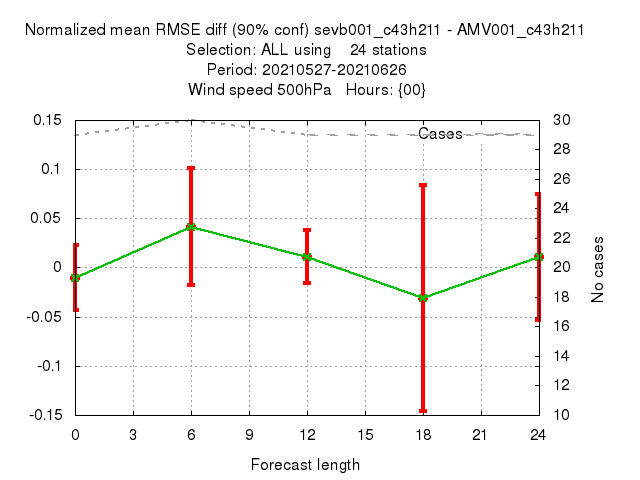 Normalized mean RMSE diff (90% conf) sevb001_c43h211 - AMV001_c43h211
Selection: ALL using    24 stations
Period: 20210527-20210626
Wind speed 500hPa   Hours: {00}
Cases
0.15
0.1
0.05
0
-0.05
-0.1
-0.15
30
28
26
24
22
20
18
16
14
12
10
No cases
0 3 6 9 12 15 18 21 24
Forecast length